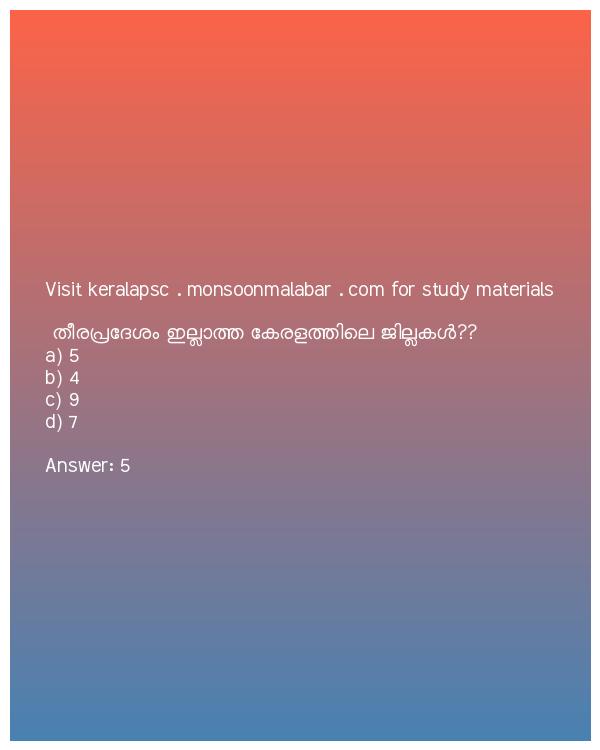 Visit keralapsc . monsoonmalabar . com for study materials
തീരപ്രദേശം ഇല്ലാത്ത കേരളത്തിലെ ജില്ലകൾ??
a) 5
b) 4
c) 9
d) 7
Answer: 5